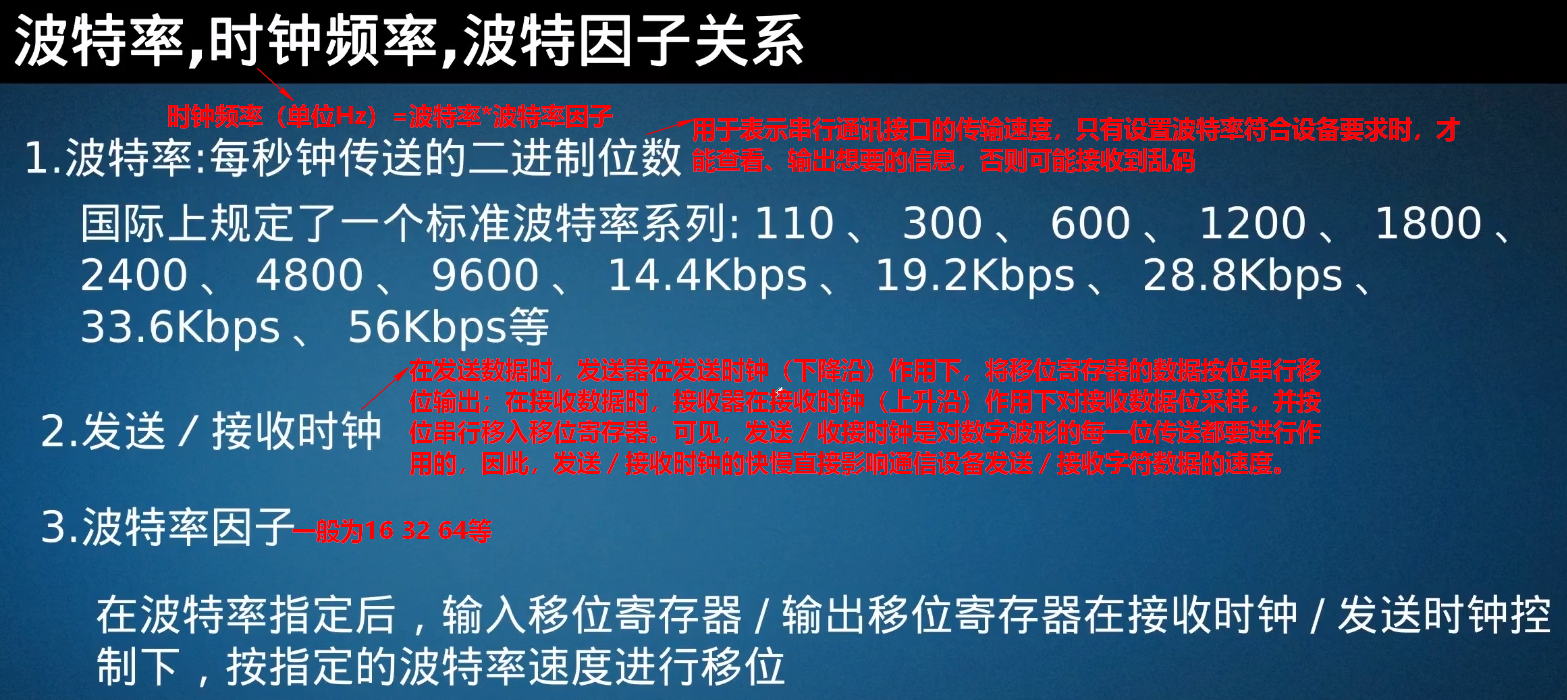 波特率,时钟频率,波特因子关系
时钟频率（单位Hz）=波特率*波特率因子
1.波特率:每秒钟传送的二进制位数
用于表示串行通讯接口的传输速度，只有设置波特率符合设备要求时，才
能查看、输出想要的信息，否则可能接收到乱码
国际上规定了一个标准波特率系列: 110 、 300 、 600 、 1200 、 1800 、
2400 、 4800 、 9600 、 14.4Kbps 、 19.2Kbps 、 28.8Kbps 、
33.6Kbps 、 56Kbps等
2.发送 / 接收时钟
在发送数据时，发送器在发送时钟（下降沿）作用下，将移位寄存器的数据按位串行移
位输出；在接收数据时，接收器在接收时钟（上升沿）作用下对接收数据位采样，并按
位串行移入移位寄存器。可见，发送 / 收接时钟是对数字波形的每一位传送都要进行作
用的，因此，发送 / 接收时钟的快慢直接影响通信设备发送 / 接收字符数据的速度。
3.波特率因子
一般为16 32 64等
在波特率指定后 , 输入移位寄存器 / 输出移位寄存器在接收时钟 / 发送时钟控
制下 , 按指定的波特率速度进行移位